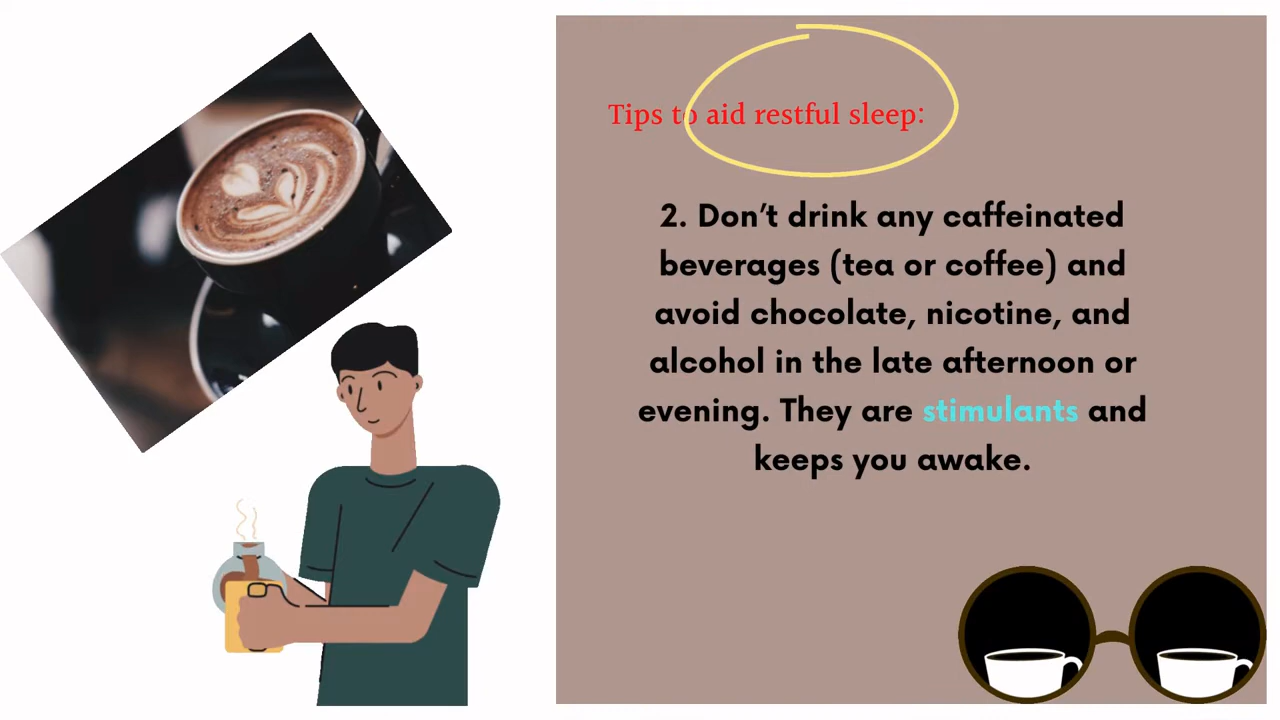 Tips to aid restful sleep:
2. Don’t drink any caffeinated
beverages (tea or coffee) and
avoid chocolate, nicotine, and
alcohol in the late afternoon or
evening. They are stimulants and
keeps you awake.